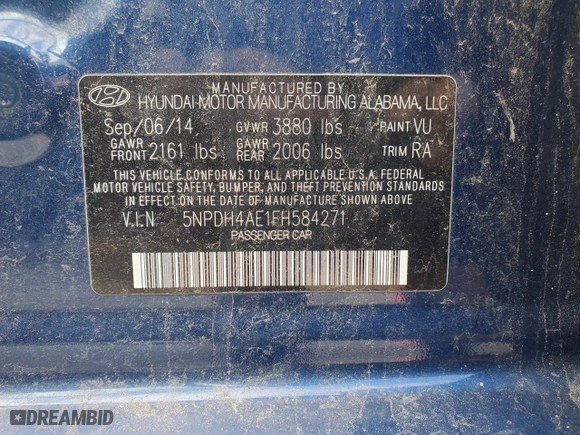 MANUFACTURED BY
HYUNDAI MOTOR MANUFACTURING ALABAMA, LLC
Sep/06/14 GVWR 3880 lbs PAINT VU
GAWR FRONT 2161 lbs GAWR REAR 2006 lbs TRIM RA
THIS VEHICLE CONFORMS TO ALL APPLICABLE U.S.A. FEDERAL
MOTOR VEHICLE SAFETY, BUMPER, AND THEFT PREVENTION STANDARDS
IN EFFECT ON THE DATE OF MANUFACTURE SHOWN ABOVE.
V.I.N 5NPDH4AE1FH584271
PASSENGER CAR
DREAMBID